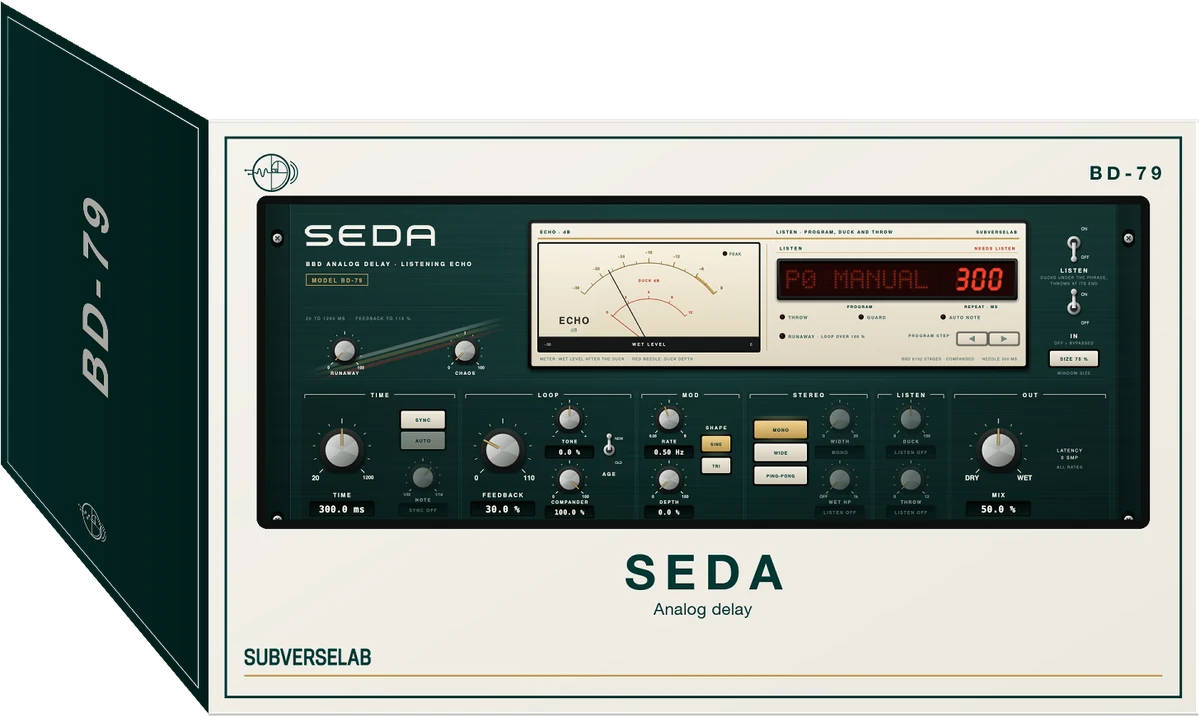 BD-79
BD-79
SEDA
BBD ANALOG DELAY · LISTENING ECHO
MODEL BD-79
20 TO 1200 MS FEEDBACK TO 110 %
0 100
RUNAWAY
0 100
CHAOS
ECHO · dB
LISTEN · PROGRAM, DUCK AND THROW
SUBVERSELAB
PEAK
DUCK dB
ECHO
dB
WET LEVEL
METER: WET LEVEL AFTER THE DUCK RED NEEDLE: DUCK DEPTH
LISTEN
NEEDS LISTEN
P0 MANUAL 300
PROGRAM
REPEAT · MS
THROW
GUARD
AUTO NOTE
RUNAWAY · LOOP OVER 100 %
PROGRAM STEP
ON
OFF
LISTEN
DUCKS UNDER THE PHRASE,
THROWS AT ITS END
ON
OFF
IN
OFF = BYPASSED
SIZE 75 %
WINDOW SIZE
TIME
20 1200
TIME
300.0 ms
SYNC
AUTO
NOTE
SYNC OFF
LOOP
0 110
FEEDBACK
30.0 %
TONE
0.0 %
COMPANDER
100.0 %
NEW
OLD
AGE
MOD
RATE
0.50 Hz
DEPTH
0.0 %
SHAPE
SINE
TRI
STEREO
MONO
WIDE
PING-PONG
WIDTH
MONO
WET HP
LISTEN OFF
LISTEN
DUCK
LISTEN OFF
THROW
LISTEN OFF
OUT
DRY WET
MIX
50.0 %
LATENCY
0 SMP
ALL RATES
SEDA
Analog delay
SUBVERSELAB